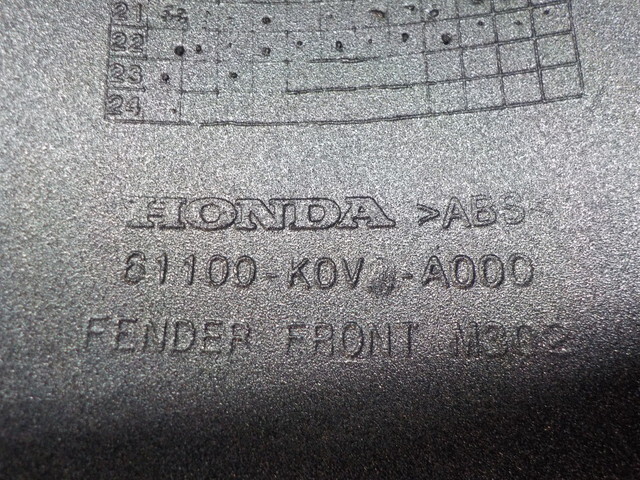 21
22
23
24
HONDA >ABS<
61100-K0V -A000
FENDER FRONT M302